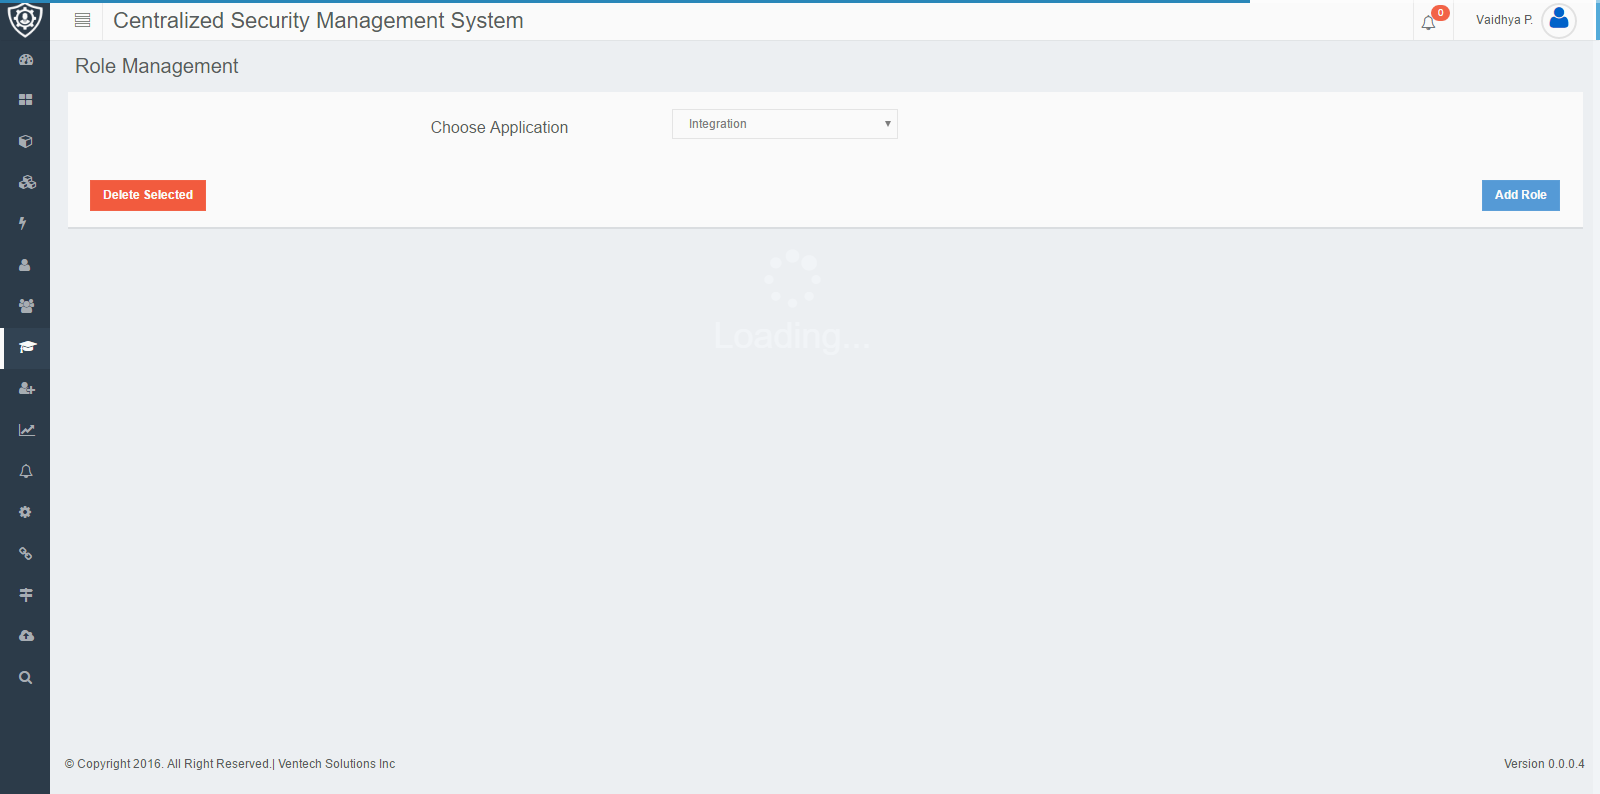 Centralized Security Management System
0
Vaidhya P.
Role Management
Choose Application
Integration
Delete Selected
Add Role
Loading...
© Copyright 2016. All Right Reserved.| Ventech Solutions Inc
Version 0.0.0.4